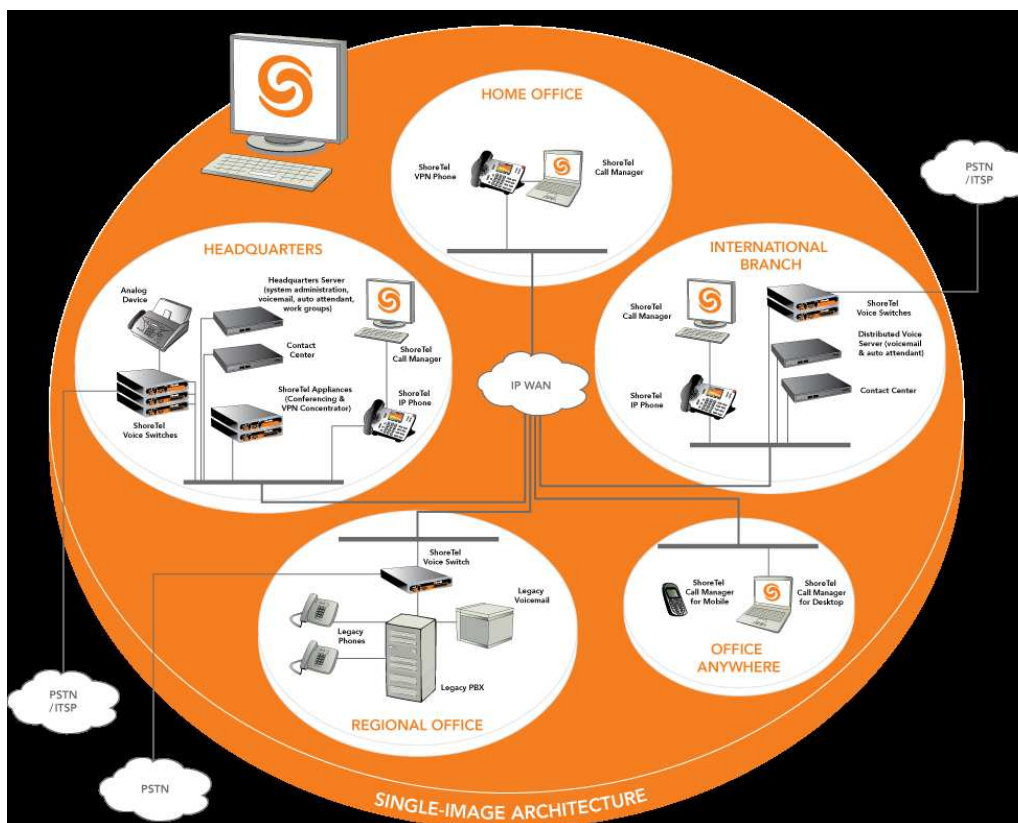 HOME OFFICE
ShoreTel
VPN Phone
ShoreTel
Call Manager
PSTN
/ITSP
HEADQUARTERS
Analog
Device
Headquarters Server
(system administration,
voicemail, auto attendant,
work groups)
Contact
Center
ShoreTel
Call Manager
ShoreTel Appliances
(Conferencing &
VPN Concentrator)
ShoreTel
IP Phone
ShoreTel
Voice Switches
INTERNATIONAL
BRANCH
ShoreTel
Call Manager
ShoreTel
Voice Switches
Distributed Voice
Server (voicemail
& auto attendant)
ShoreTel
IP Phone
Contact Center
IP WAN
ShoreTel
Voice Switch
Legacy
Voicemail
Legacy
Phones
Legacy PBX
REGIONAL OFFICE
ShoreTel
Call Manager
for Mobile
ShoreTel
Call Manager
for Desktop
OFFICE
ANYWHERE
PSTN
/ITSP
PSTN
SINGLE-IMAGE ARCHITECTURE